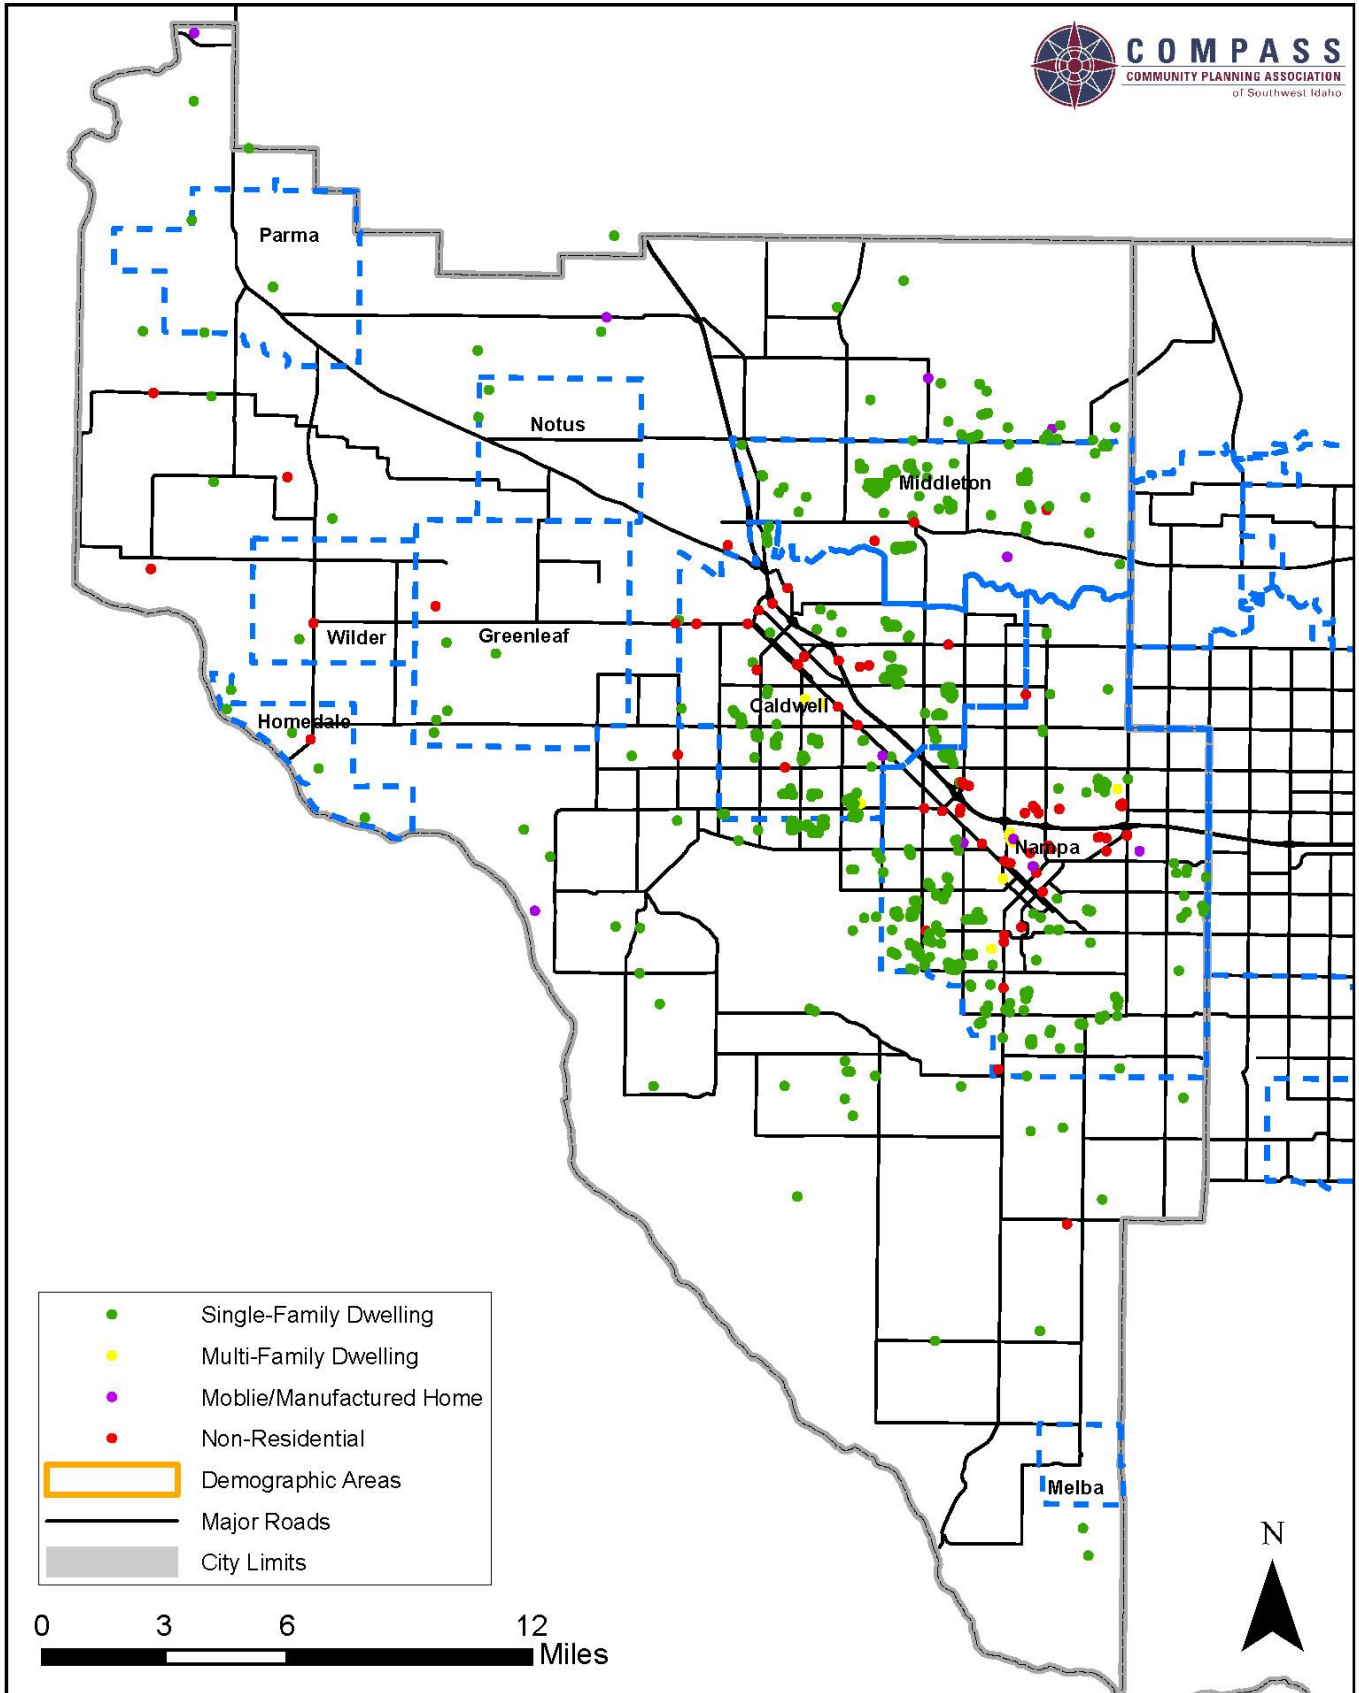 COMPASS
COMMUNITY PLANNING ASSOCIATION
of Southwest Idaho
Parma
Notus
Middleton
Wilder
Greenleaf
Caldwell
Homedale
Nampa
Single-Family Dwelling
Multi-Family Dwelling
Moblie/Manufactured Home
Non-Residential
Demographic Areas
Major Roads
City Limits
Melba
N
0 3 6 12
Miles